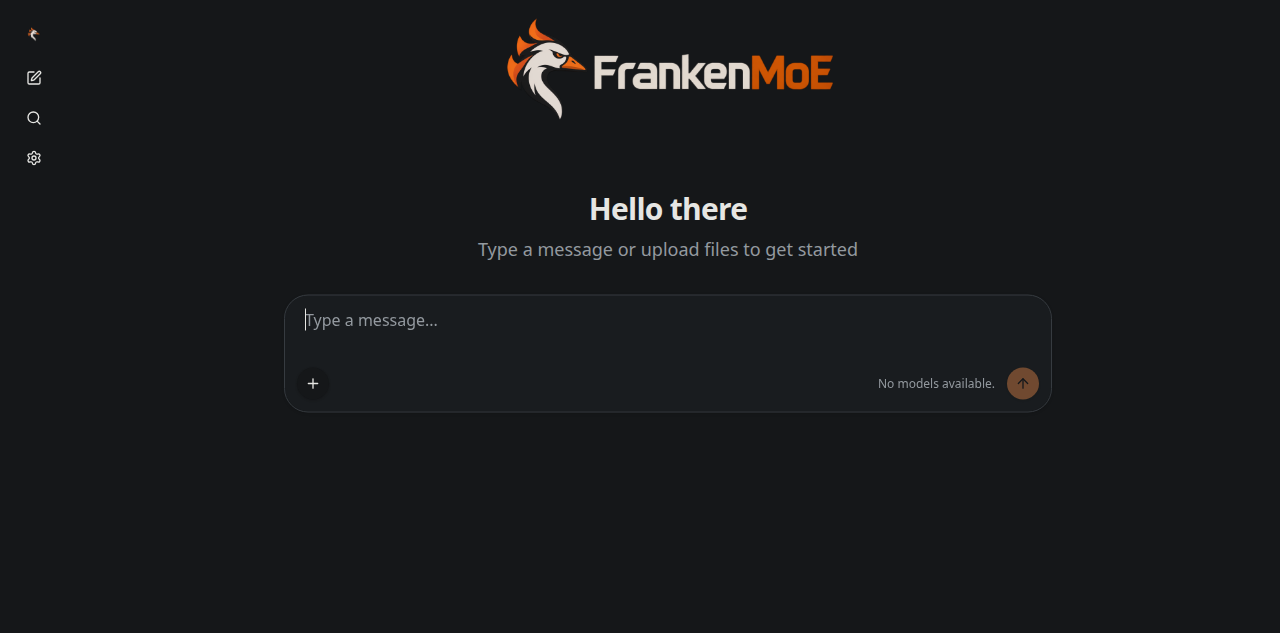 FrankenMoE
Hello there
Type a message or upload files to get started
Type a message...
No models available.